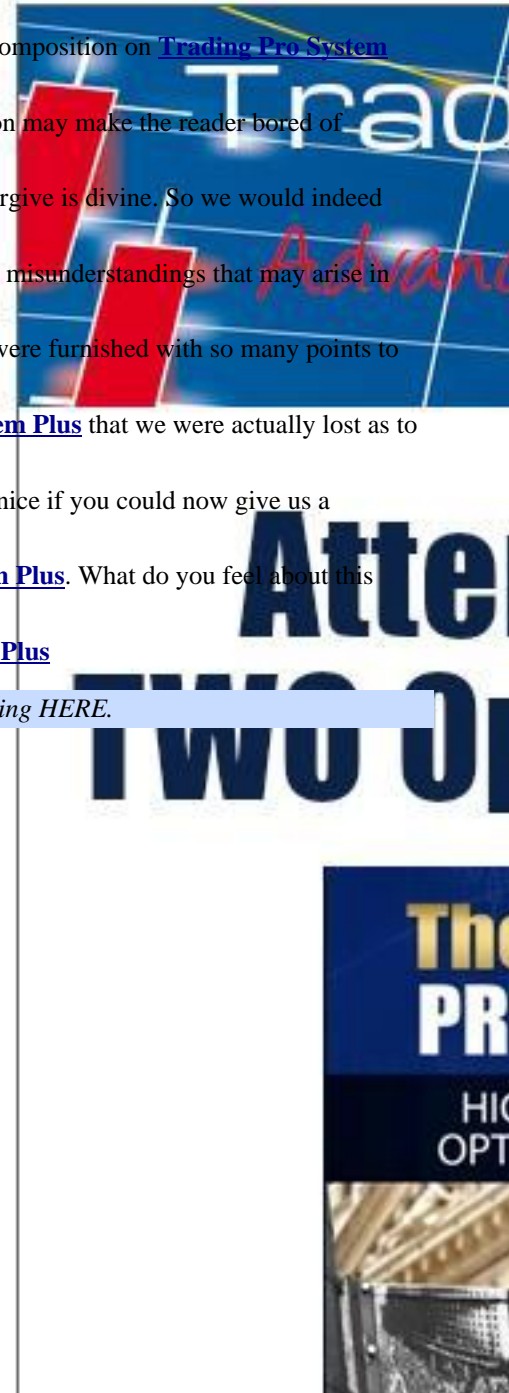 omposition on Trading Pro System
Trad
on may make the reader bored of
rgive is divine. So we would indeed
Advanc
misunderstandings that may arise in
were furnished with so many points to
em Plus that we were actually lost as to
nice if you could now give us a
Atte
n Plus. What do you feel about this
Plus
ing HERE.
TWO Op
The
PR
HIG
OPT